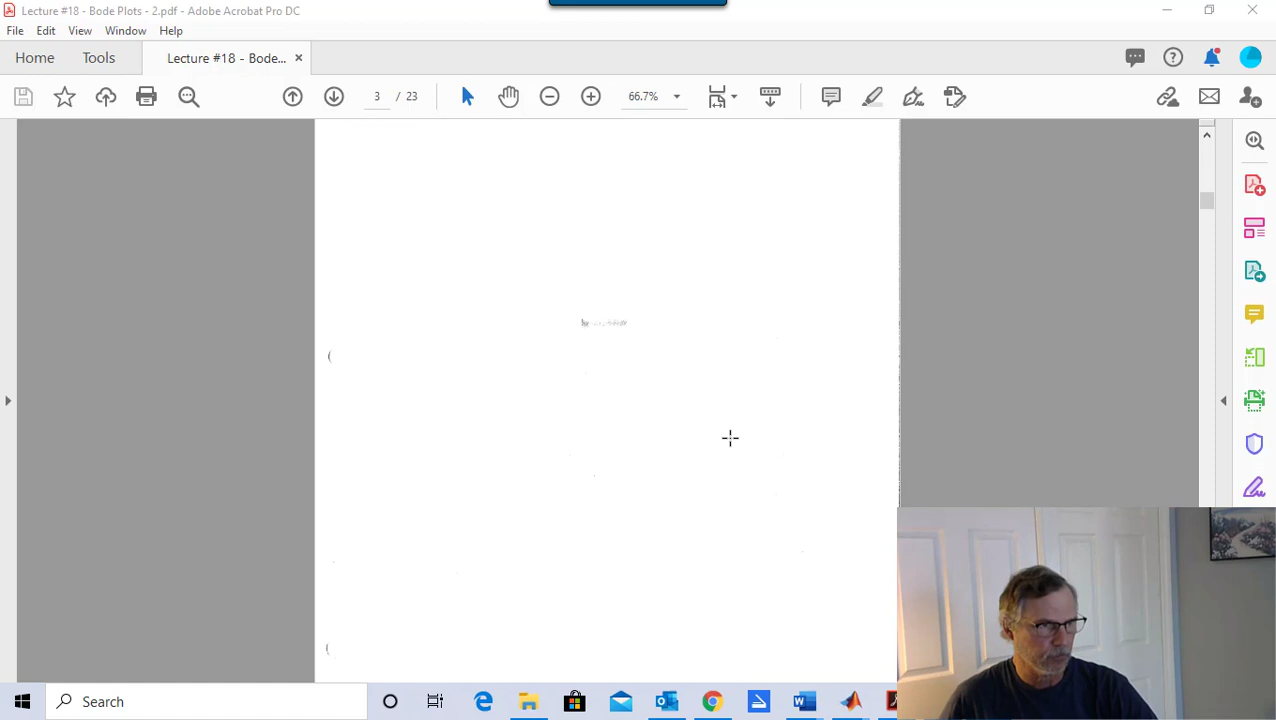 Lecture #18 - Bode Plots - 2.pdf - Adobe Acrobat Pro DC
File Edit View Window Help
Home Tools Lecture #18 - Bode... ×
3 / 23 66.7%
Search